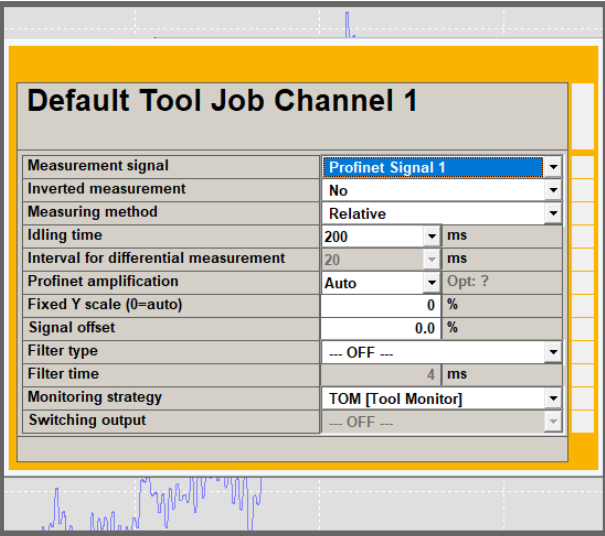 Default Tool Job Channel 1
Measurement signal Profinet Signal 1
Inverted measurement No
Measuring method Relative
Idling time 200 ms
Interval for differential measurement 20 ms
Profinet amplification Auto Opt: ?
Fixed Y scale (0=auto) 0 %
Signal offset 0.0 %
Filter type --- OFF ---
Filter time 4 ms
Monitoring strategy TOM [Tool Monitor]
Switching output --- OFF ---